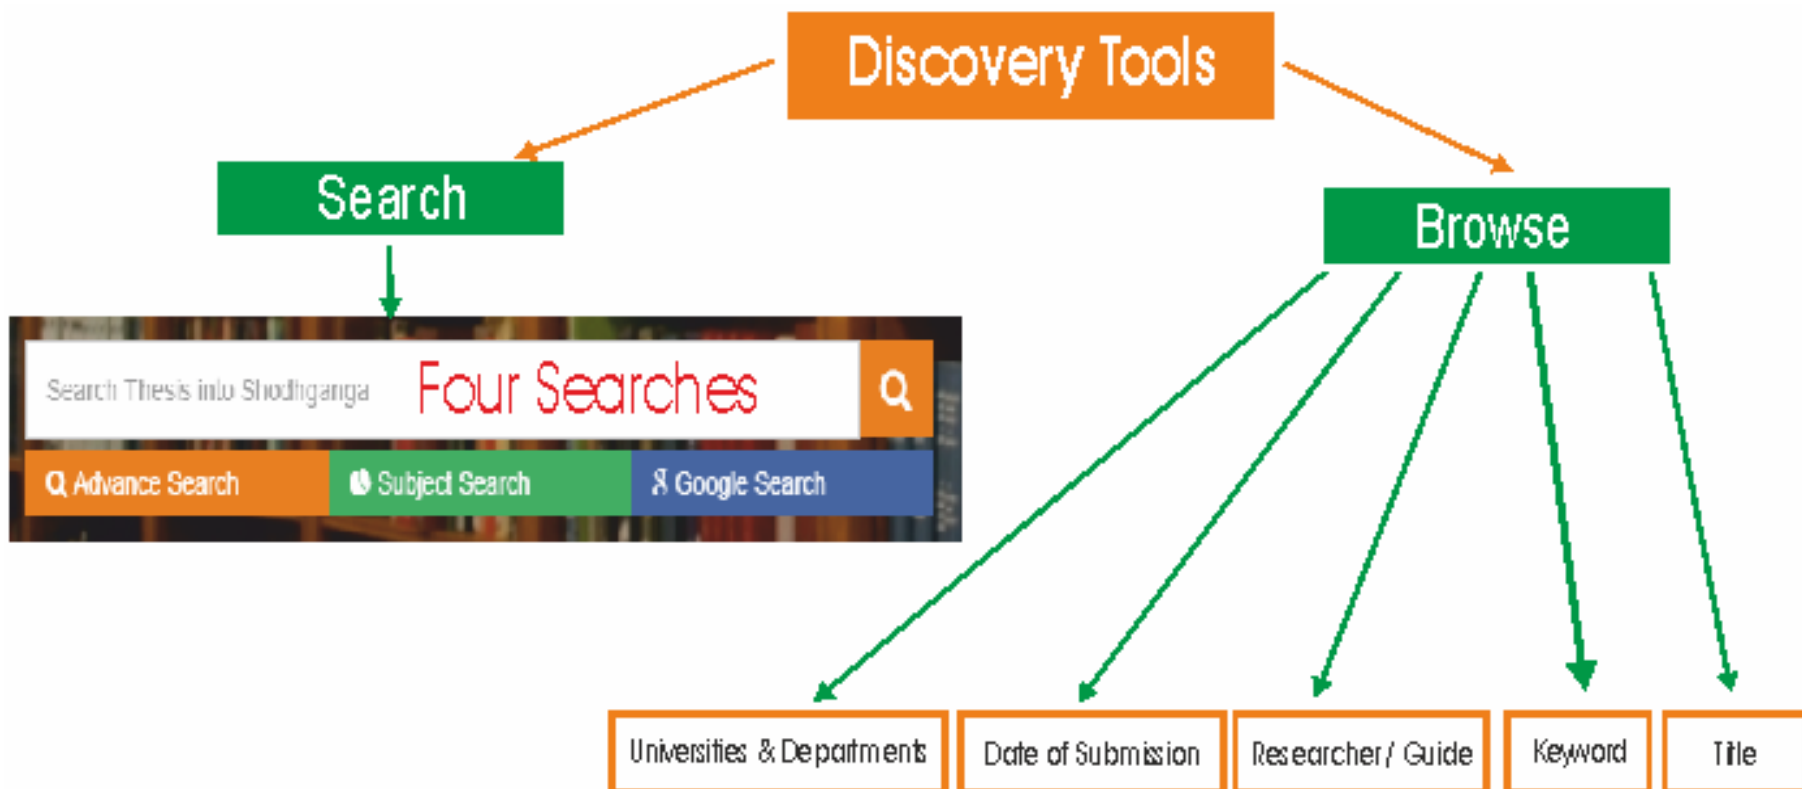 Discovery Tools
Search
Browse
Search Thesis into Shodhganga Four Searches
Advance Search Subject Search Google Search
Universities & Departments Date of Submission Researcher/ Guide Keyword Title